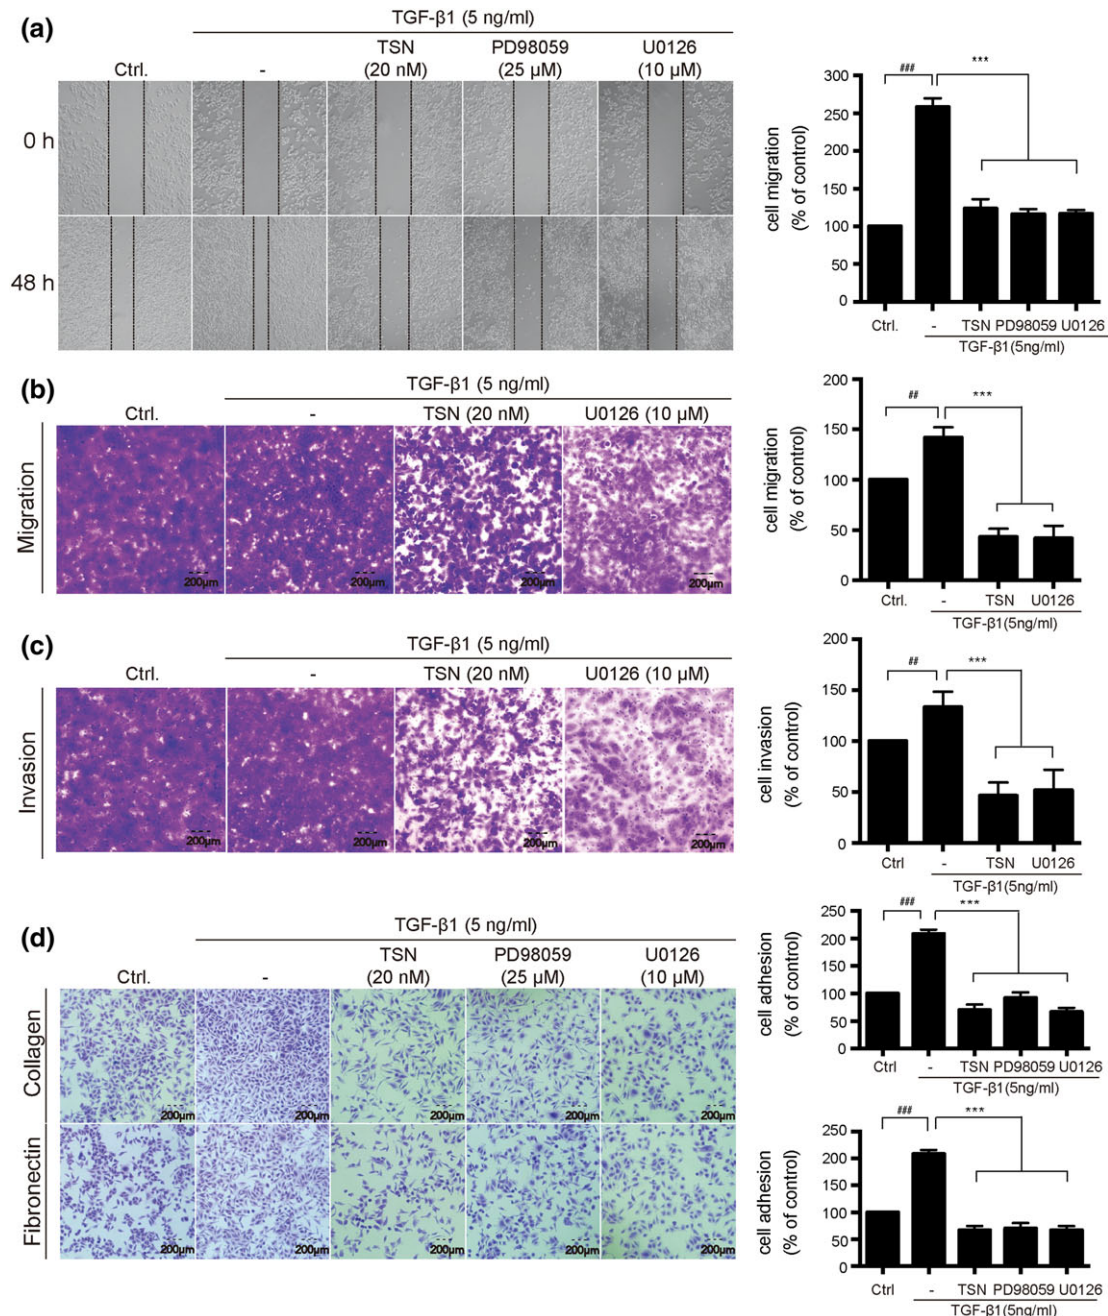 (a)
TGF-β1 (5 ng/ml)
Ctrl.
-
TSN
(20 nM)
PD98059
(25 μM)
U0126
(10 μM)
0 h
48 h
cell migration
(% of control)
300
250
200
150
100
50
0
###
***
Ctrl.
-
TSN PD98059 U0126
TGF-β1(5ng/ml)
(b)
TGF-β1 (5 ng/ml)
Ctrl.
-
TSN (20 nM)
U0126 (10 μM)
Migration
200μm
200μm
200μm
200μm
cell migration
(% of control)
200
150
100
50
0
##
***
Ctrl.
-
TSN
U0126
TGF-β1(5ng/ml)
(c)
TGF-β1 (5 ng/ml)
Ctrl.
-
TSN (20 nM)
U0126 (10 μM)
Invasion
200μm
200μm
200μm
200μm
cell invasion
(% of control)
200
150
100
50
0
##
***
Ctrl
-
TSN
U0126
TGF-β1(5ng/ml)
(d)
TGF-β1 (5 ng/ml)
Ctrl.
-
TSN
(20 nM)
PD98059
(25 μM)
U0126
(10 μM)
Collagen
200μm
200μm
200μm
200μm
200μm
cell adhesion
(% of control)
250
200
150
100
50
0
###
***
Ctrl
-
TSN PD98059 U0126
TGF-β1(5ng/ml)
Fibronectin
200μm
200μm
200μm
200μm
200μm
cell adhesion
(% of control)
250
200
150
100
50
0
###
***
Ctrl
-
TSN PD98059 U0126
TGF-β1(5ng/ml)